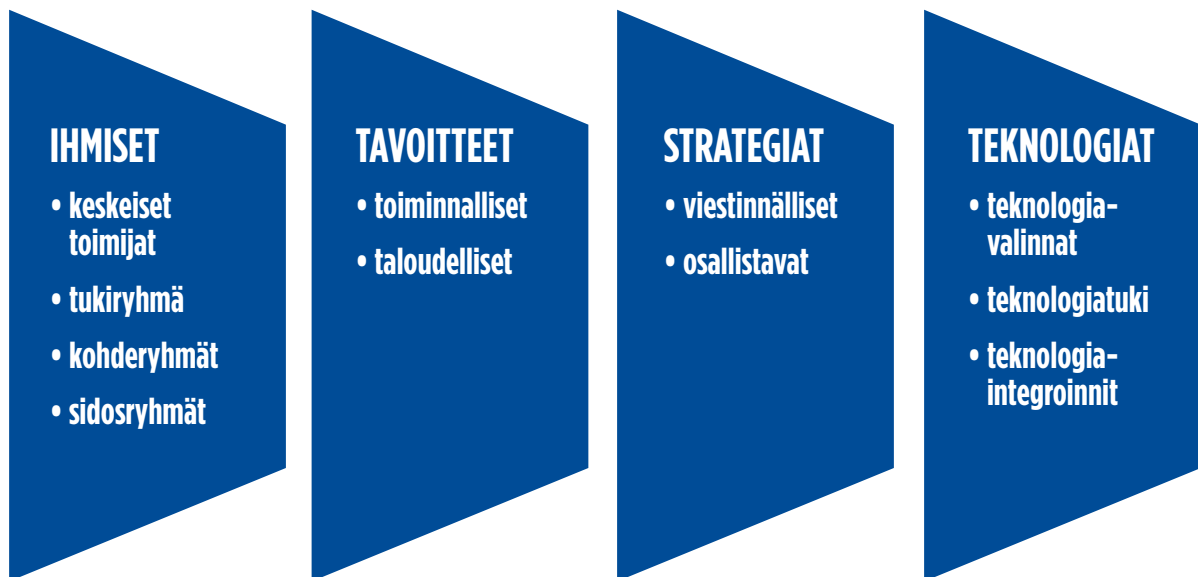 IHMISET
• keskeiset
toimijat
• tukiryhmä
• kohderyhmät
• sidosryhmät
TAVOITTEET
• toiminnalliset
• taloudelliset
STRATEGIAT
• viestinnälliset
• osallistavat
TEKNOLOGIAT
• teknologia-
valinnat
• teknologiatuki
• teknologia-
integroinnit